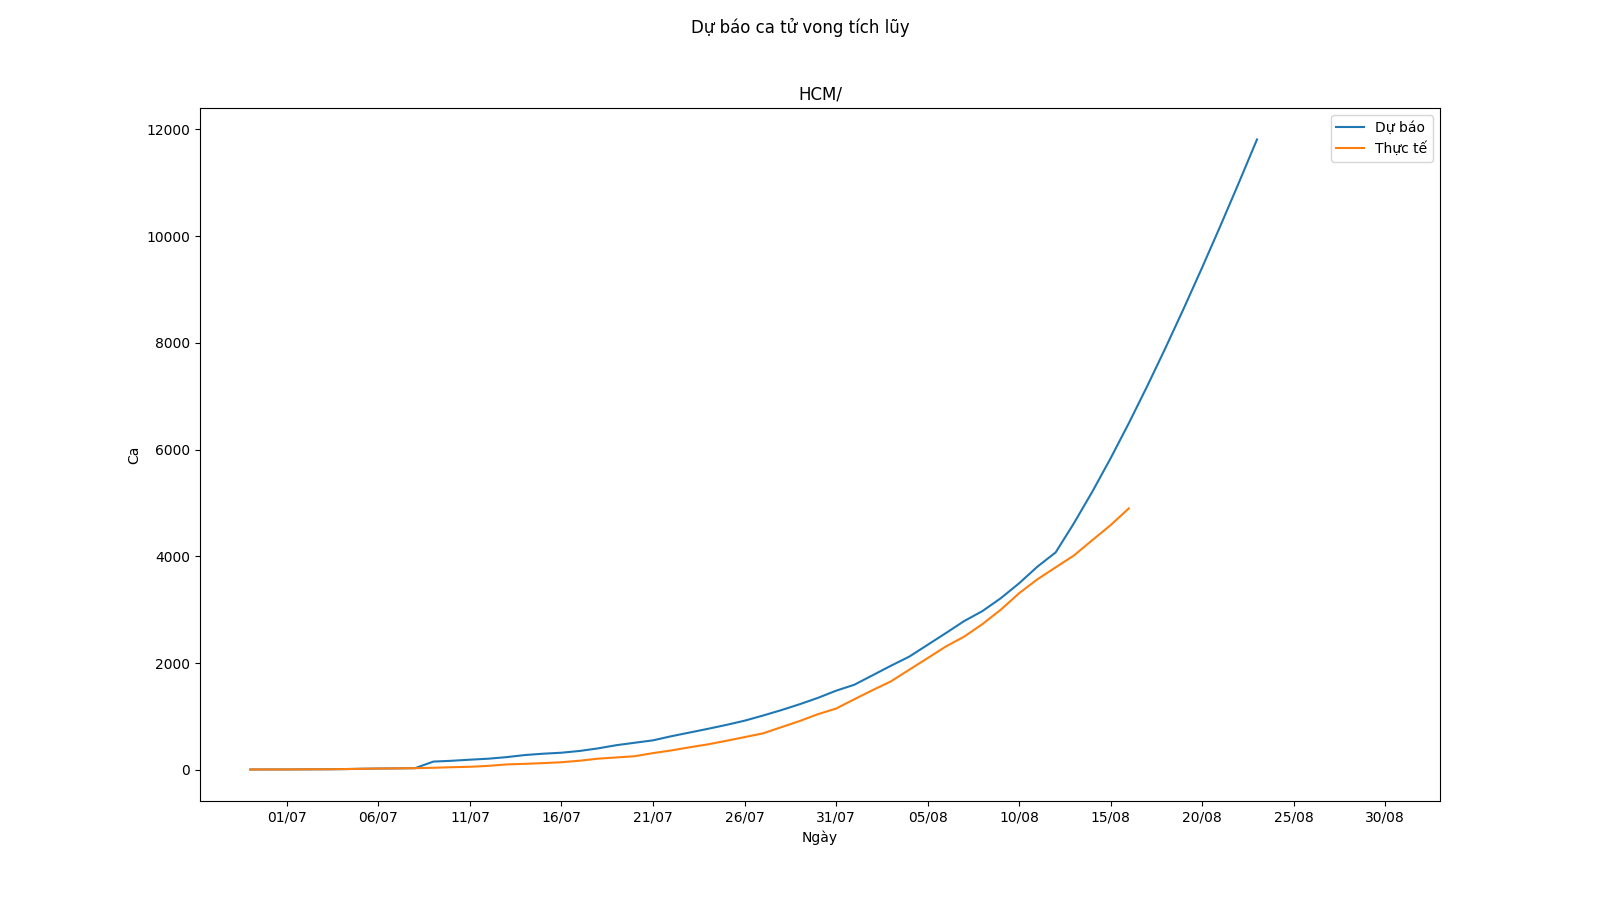 Dự báo ca tử vong tích lũy
HCM/
Dự báo
Thực tế
12000
10000
8000
6000
4000
2000
0
Ca
01/07 06/07 11/07 16/07 21/07 26/07 31/07 05/08 10/08 15/08 20/08 25/08 30/08
Ngày